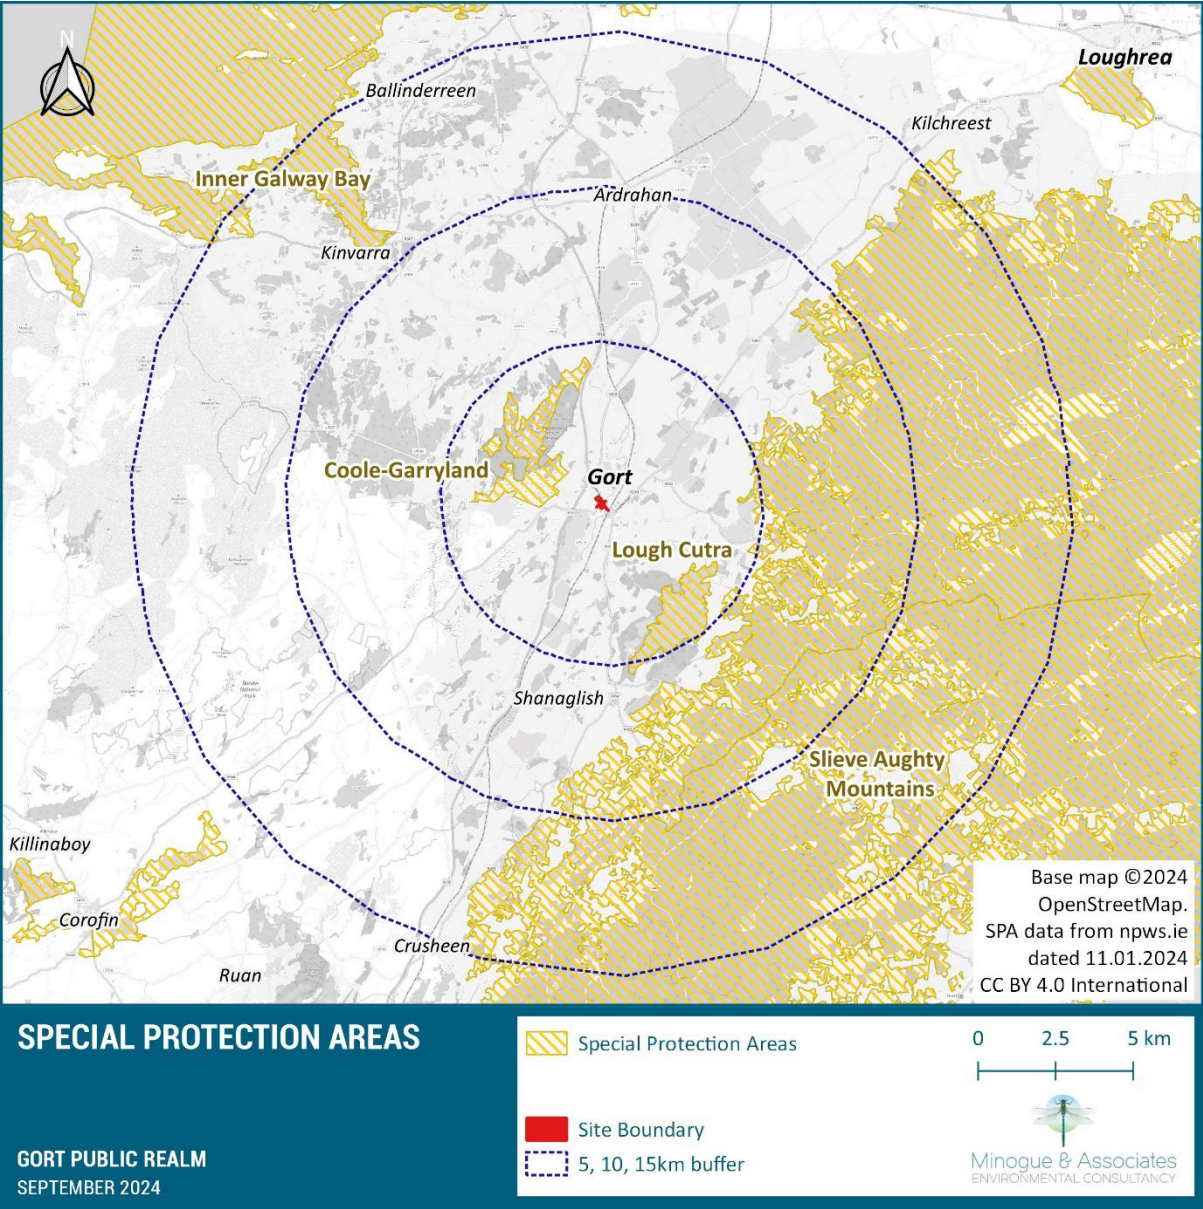 N
Loughrea
Ballinderreen
Kilchreest
Inner Galway Bay
Ardrahan
Kinvarra
Coole-Garryland
Gort
Lough Cutra
Shanaglish
Slieve Aughty
Mountains
Killinaboy
Corofin
Crusheen
Ruan
Base map ©2024
OpenStreetMap.
SPA data from npws.ie
dated 11.01.2024
CC BY 4.0 International
SPECIAL PROTECTION AREAS
GORT PUBLIC REALM
SEPTEMBER 2024
Special Protection Areas
Site Boundary
5, 10, 15km buffer
0 2.5 5 km
Minogue & Associates
ENVIRONMENTAL CONSULTANCY